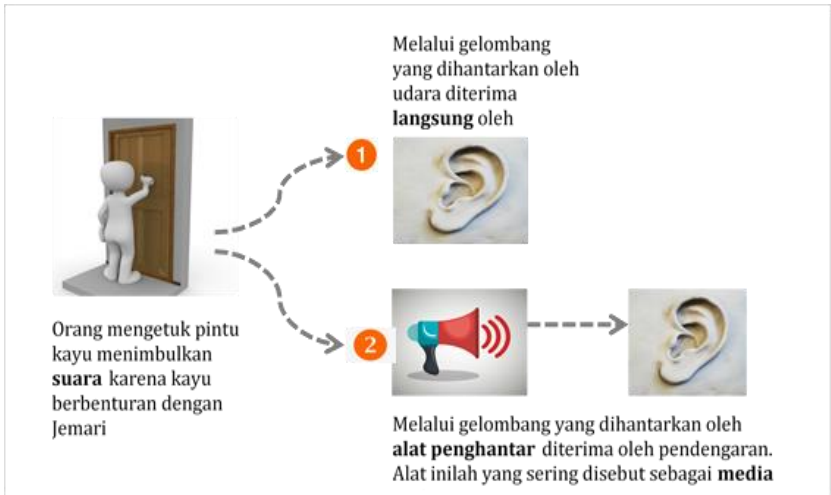 Melalui gelombang
yang dihantarkan oleh
udara diterima
langsung oleh
1
Orang mengetuk pintu
kayu menimbulkan
suara karena kayu
berbenturan dengan
Jemari
2
Melalui gelombang yang dihantarkan oleh
alat penghantar diterima oleh pendengaran.
Alat inilah yang sering disebut sebagai media